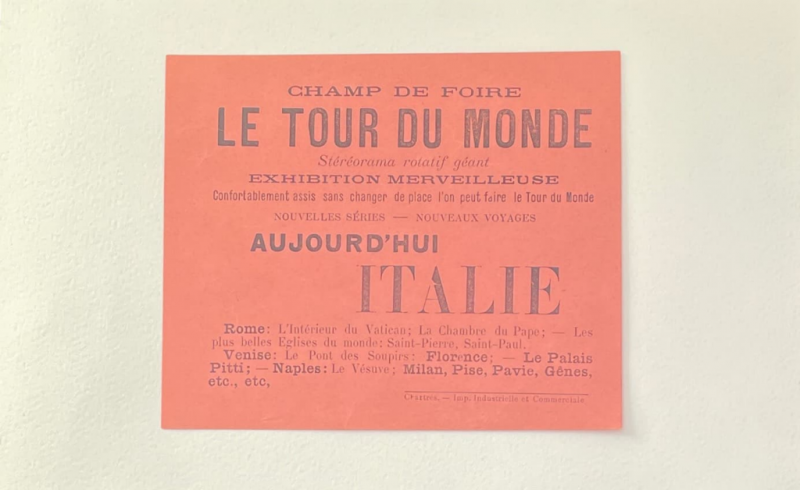 CHAMP DE FOIRE
LE TOUR DU MONDE
Stéréorama rotatif géant
EXHIBITION MERVEILLEUSE
Confortablement assis sans changer de place l'on peut faire le Tour du Monde
NOUVELLES SÉRIES — NOUVEAUX VOYAGES
AUJOURD'HUI
ITALIE
Rome: L'Intérieur du Vatican; La Chambre du Pape; — Les
plus belles Eglises du monde: Saint-Pierre, Saint-Paul.
Venise: Le Pont des Soupirs: Florence; — Le Palais
Pitti; — Naples: Le Vésuve; Milan, Pise, Pavie, Gênes,
etc., etc,
Chartres. — Imp. Industrielle et Commerciale.